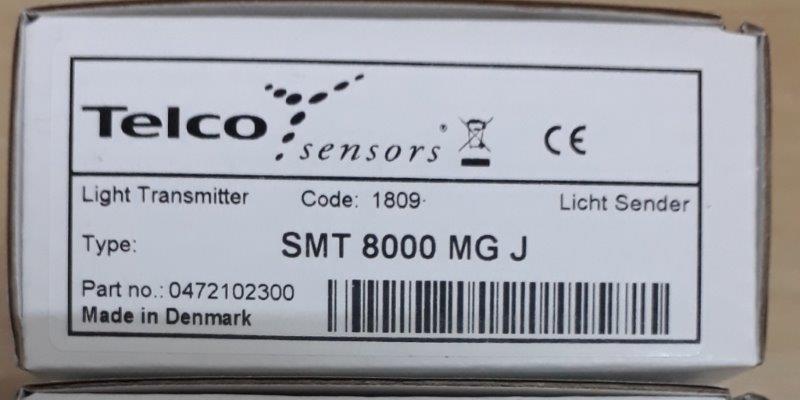 Telco sensors
CE
Light Transmitter Code: 1809 Licht Sender
Type: SMT 8000 MG J
Part no.: 0472102300
Made in Denmark